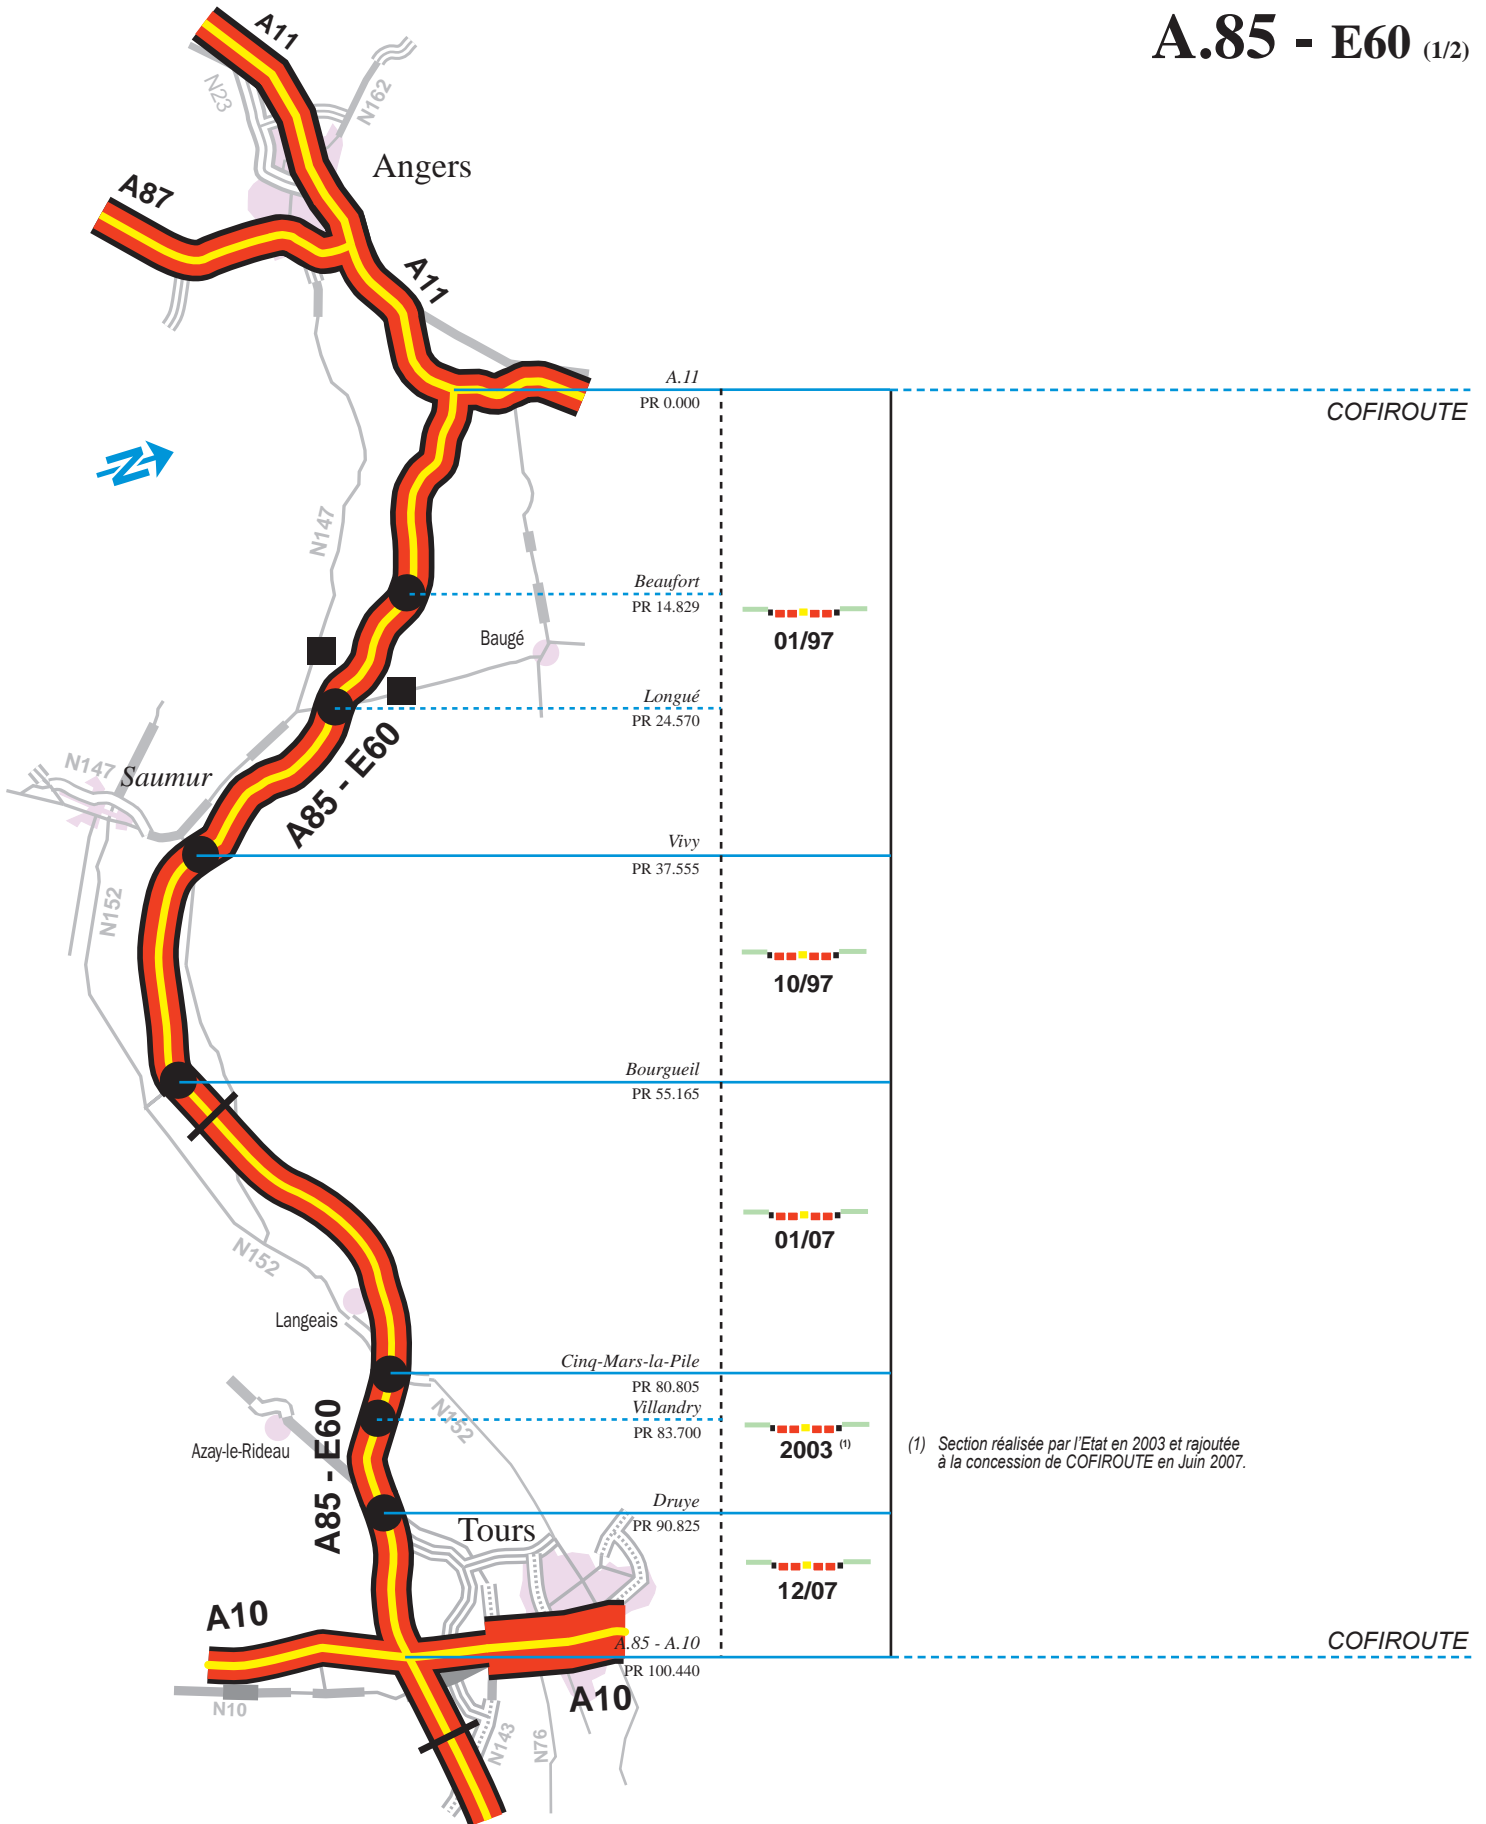 A.85 - E60 (1/2)
A11
N23
N162
Angers
A87
A11
A.11
PR 0.000
COFIROUTE
N147
Beaufort
PR 14.829
01/97
Baugé
Longué
PR 24.570
A85 - E60
N147
Saumur
Vivy
PR 37.555
N152
10/97
Bourgueil
PR 55.165
01/07
N152
Langeais
Cinq-Mars-la-Pile
PR 80.805
Villandry
PR 83.700
N152
2003 (1)
(1) Section réalisée par l'Etat en 2003 et rajoutée
à la concession de COFIROUTE en Juin 2007.
Azay-le-Rideau
A85 - E60
Druye
PR 90.825
Tours
12/07
A10
A.85 - A.10
PR 100.440
COFIROUTE
A10
N10
N143
N76
N